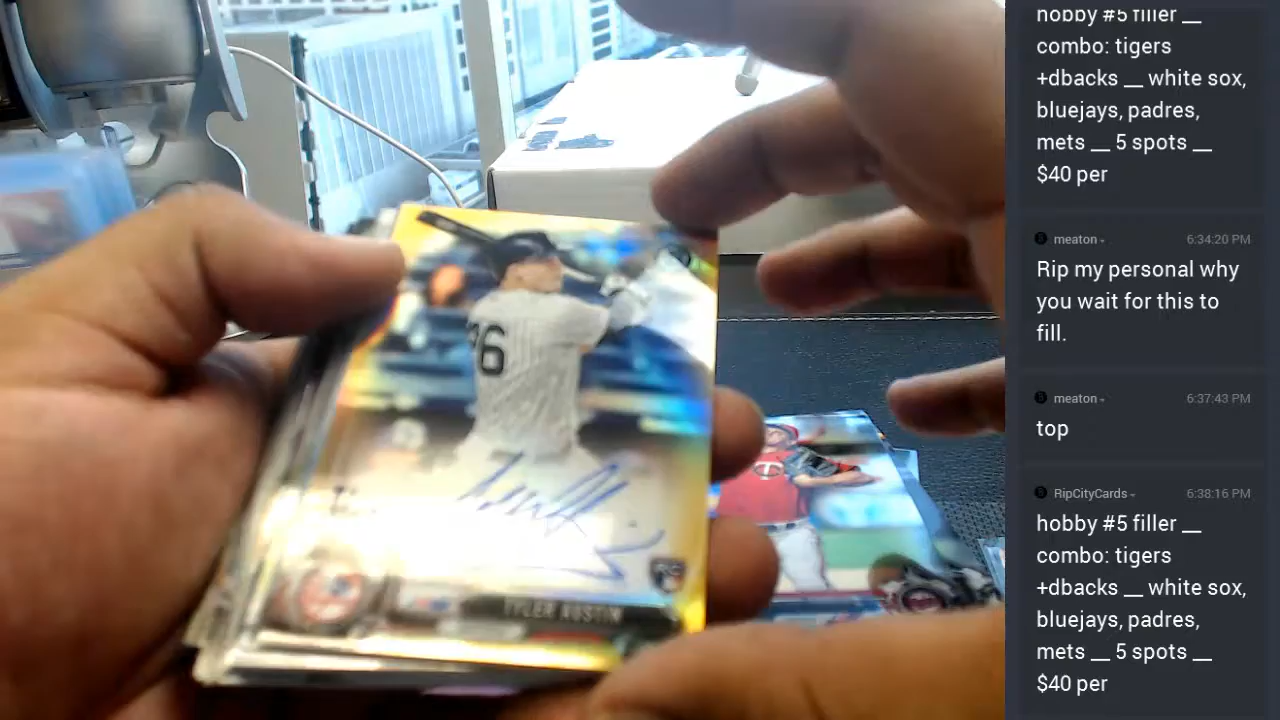 hobby #5 filler __
combo: tigers
+dbacks __ white sox,
bluejays, padres,
mets __ 5 spots __
$40 per
meaton
6:34:20 PM
Rip my personal why
you wait for this to
fill.
meaton
6:37:43 PM
top
RipCityCards
6:38:16 PM
hobby #5 filler __
combo: tigers
+dbacks __ white sox,
bluejays, padres,
mets __ 5 spots __
$40 per
26
TYLER AUSTIN
RC
T